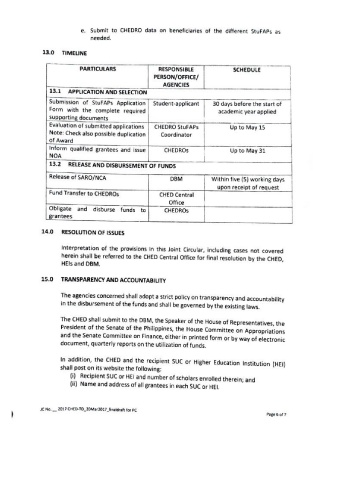 e. Submit to CHEDRO data on beneficiaries of the different StuFAPs as
needed.
13.0 TIMELINE
PARTICULARS RESPONSIBLE PERSON/OFFICE/ AGENCIES SCHEDULE
13.1 APPLICATION AND SELECTION
Submission of StuFAPs Application Student-applicant 30 days before the start of
Form with the complete required academic year applied
supporting documents
Evaluation of submitted applications CHEDRO StuFAPs Up to May 15
Note: Check also possible duplication Coordinator
of Award
Inform qualified grantees and issue CHEDROs Up to May 31
NOA
13.2 RELEASE AND DISBURSEMENT OF FUNDS
Release of SARO/NCA DBM Within five (5) working days
upon receipt of request
Fund Transfer to CHEDROs CHED Central
Office
Obligate and disburse funds to CHEDROs
grantees
14.0 RESOLUTION OF ISSUES
Interpretation of the provisions in this Joint Circular, including cases not covered
herein shall be referred to the CHED Central Office for final resolution by the CHED,
HEIs and DBM.
15.0 TRANSPARENCY AND ACCOUNTABILITY
The agencies concerned shall adopt a strict policy on transparency and accountability
in the disbursement of the funds and shall be governed by the existing laws.
The CHED shall submit to the DBM, the Speaker of the House of Representatives, the
President of the Senate of the Philippines, the House Committee on Appropriations
and the Senate Committee on Finance, either in printed form or by way of electronic
document, quarterly reports on the utilization of funds.
In addition, the CHED and the recipient SUC or Higher Education Institution (HEI)
shall post on its website the following:
(i) Recipient SUC or HEI and number of scholars enrolled therein; and
(ii) Name and address of all grantees in each SUC or HEI.
JC No. __ 2017-CHED-
Page 6 of 7